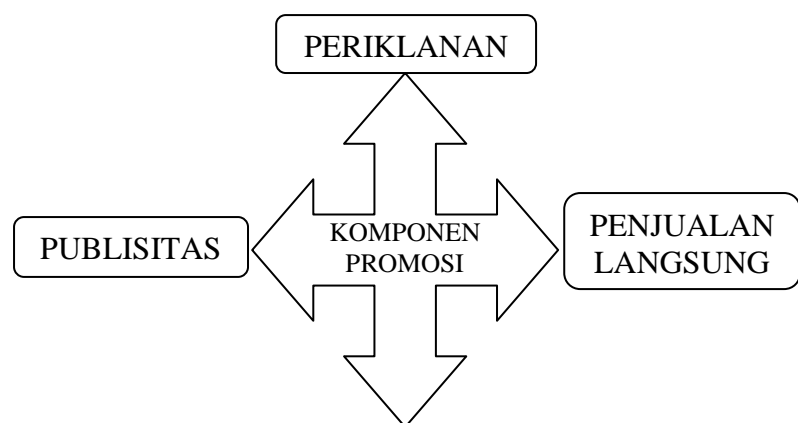 PERIKLANAN
PUBLISITAS
KOMPONEN
PROMOSI
PENJUALAN
LANGSUNG